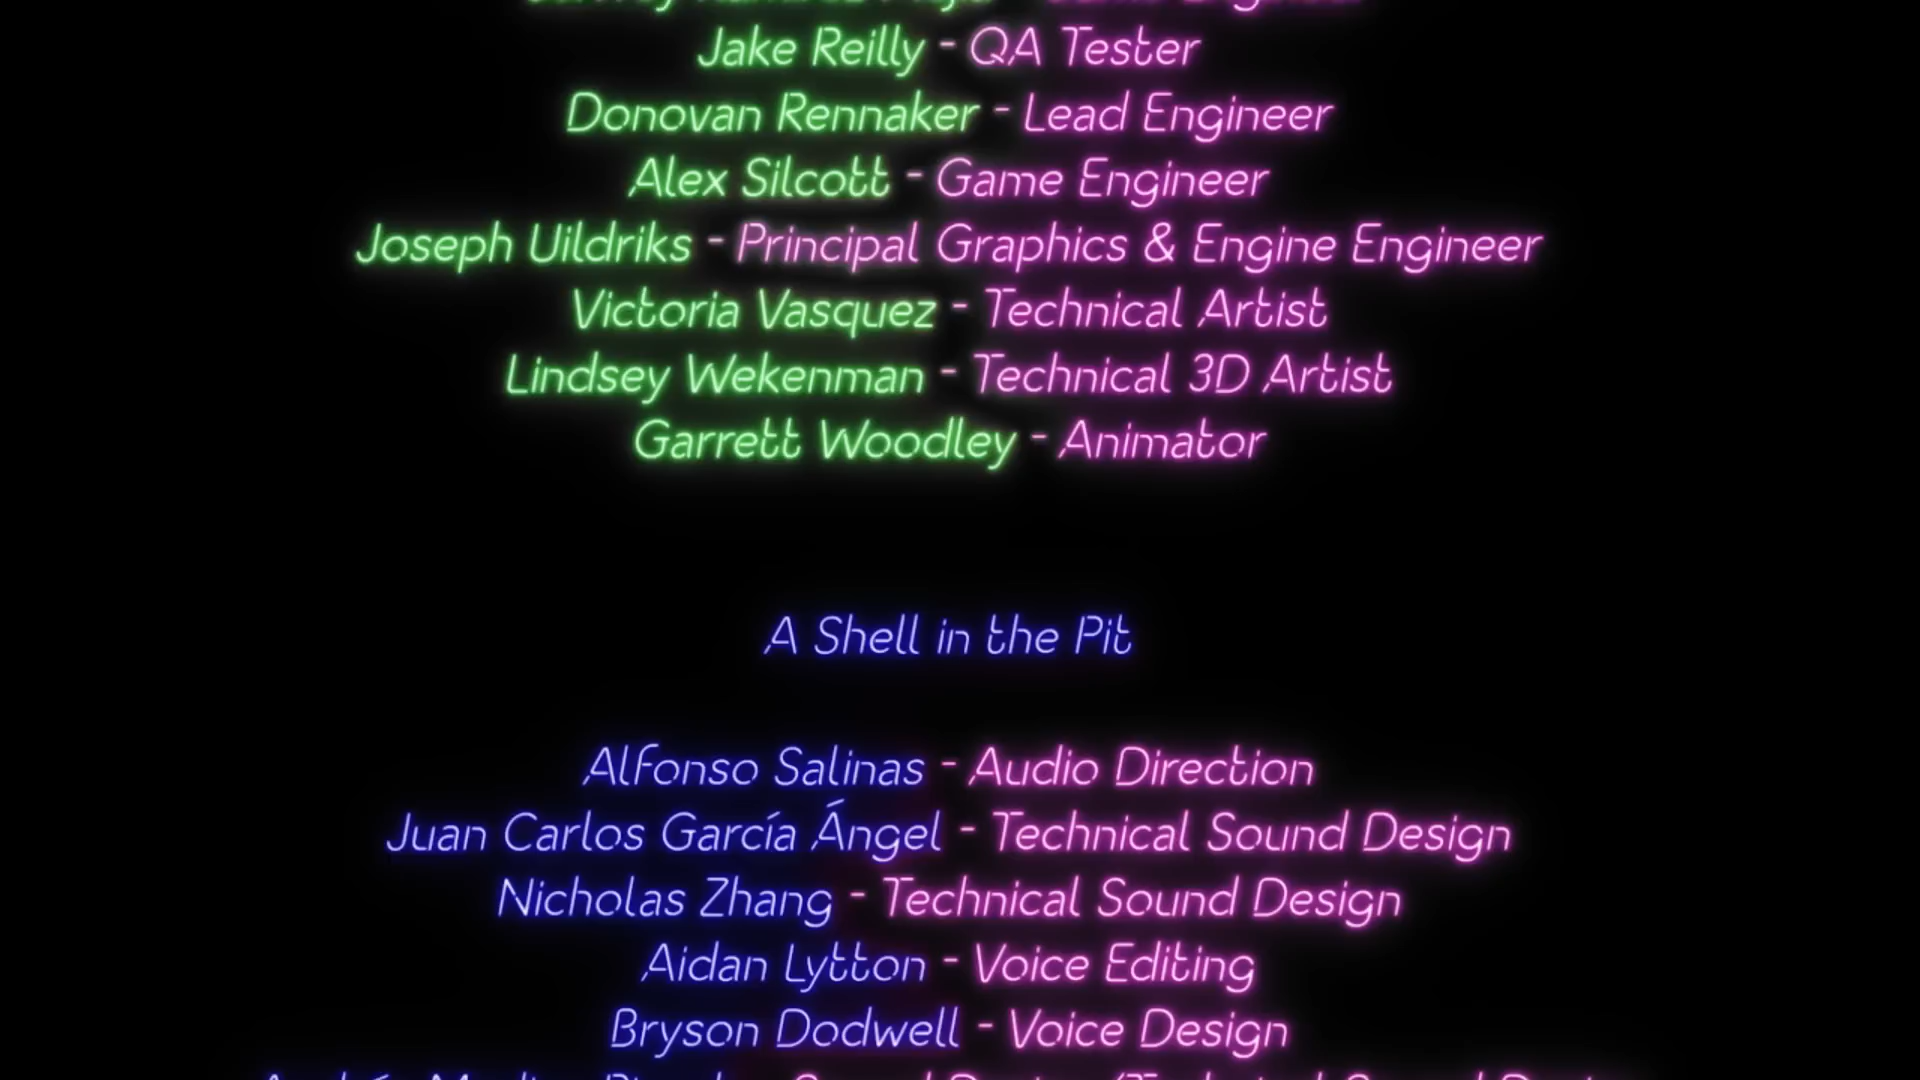 Jake Reilly - QA Tester
Donovan Rennaker - Lead Engineer
Alex Silcott - Game Engineer
Joseph Uildriks - Principal Graphics & Engine Engineer
Victoria Vasquez - Technical Artist
Lindsey Wekenman - Technical 3D Artist
Garrett Woodley - Animator
A Shell in the Pit
Alfonso Salinas - Audio Direction
Juan Carlos García Ángel - Technical Sound Design
Nicholas Zhang - Technical Sound Design
Aidan Lytton - Voice Editing
Bryson Dodwell - Voice Design